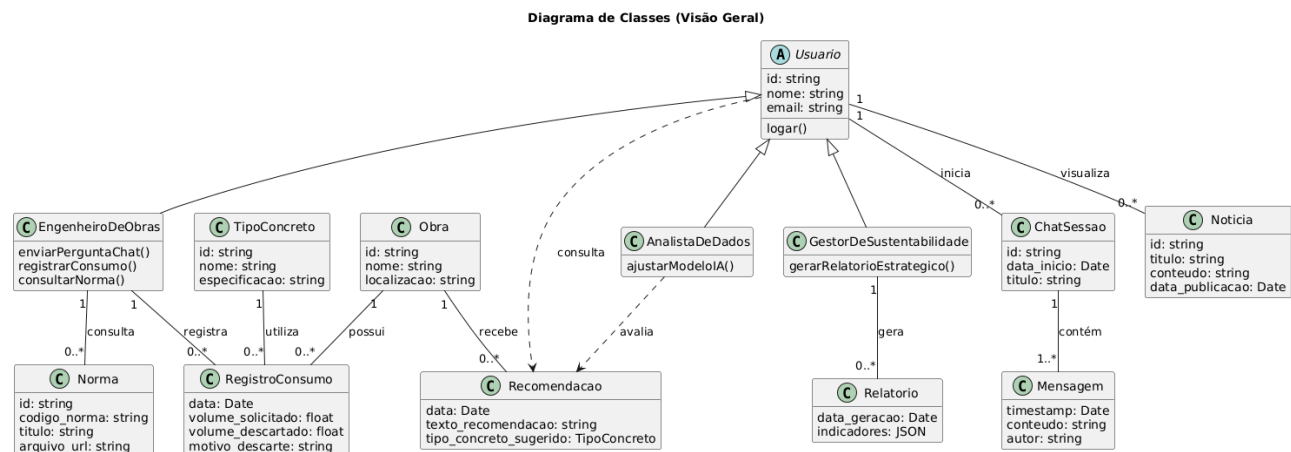 Diagrama de Classes (Visão Geral)
A Usuario
id: string
nome: string
email: string
logar()
1
1
inicia
visualiza
0..*
0..*
consulta
C EngenheiroDeObras
enviarPerguntaChat()
registrarConsumo()
consultarNorma()
C TipoConcreto
id: string
nome: string
especificacao: string
C Obra
id: string
nome: string
localizacao: string
C AnalistaDeDados
ajustarModeloIA()
C GestorDeSustentabilidade
gerarRelatorioEstrategico()
C ChatSessao
id: string
data_inicio: Date
titulo: string
C Noticia
id: string
titulo: string
conteudo: string
data_publicacao: Date
1
consulta
0..*
1
registra
0..*
1
utiliza
0..*
1
possui
0..*
1
recebe
0..*
avalia
1
gera
0..*
1
contém
1..*
C Norma
id: string
codigo_norma: string
titulo: string
arquivo_url: string
C RegistroConsumo
data: Date
volume_solicitado: float
volume_descartado: float
motivo_descarte: string
C Recomendacao
data: Date
texto_recomendacao: string
tipo_concreto_sugerido: TipoConcreto
C Relatorio
data_geracao: Date
indicadores: JSON
C Mensagem
timestamp: Date
conteudo: string
autor: string